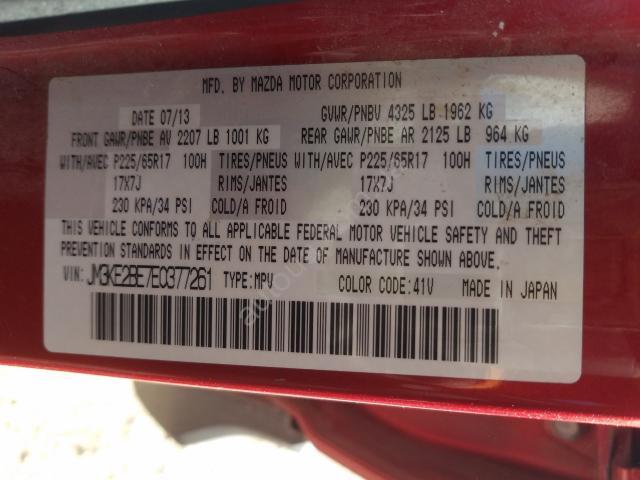 MFD. BY MAZDA MOTOR CORPORATION
DATE 07/13 GVWR/PNBV 4325 LB 1962 KG
FRONT GAWR/PNBE AV 2207 LB 1001 KG REAR GAWR/PNBE AR 2125 LB 964 KG
WITH/AVEC P225/65R17 100H TIRES/PNEUS WITH/AVEC P225/65R17 100H TIRES/PNEUS
17X7J RIMS/JANTES 17X7J RIMS/JANTES
230 KPA/34 PSI COLD/A FROID 230 KPA/34 PSI COLD/A FROID
THIS VEHICLE CONFORMS TO ALL APPLICABLE FEDERAL MOTOR VEHICLE SAFETY AND THEFT
PREVENTION STANDARDS IN EFFECT ON THE DATE OF MANUFACTURE SHOWN ABOVE.
VIN: JM3KE2BE7E0377261 TYPE:MPV COLOR CODE:41V MADE IN JAPAN